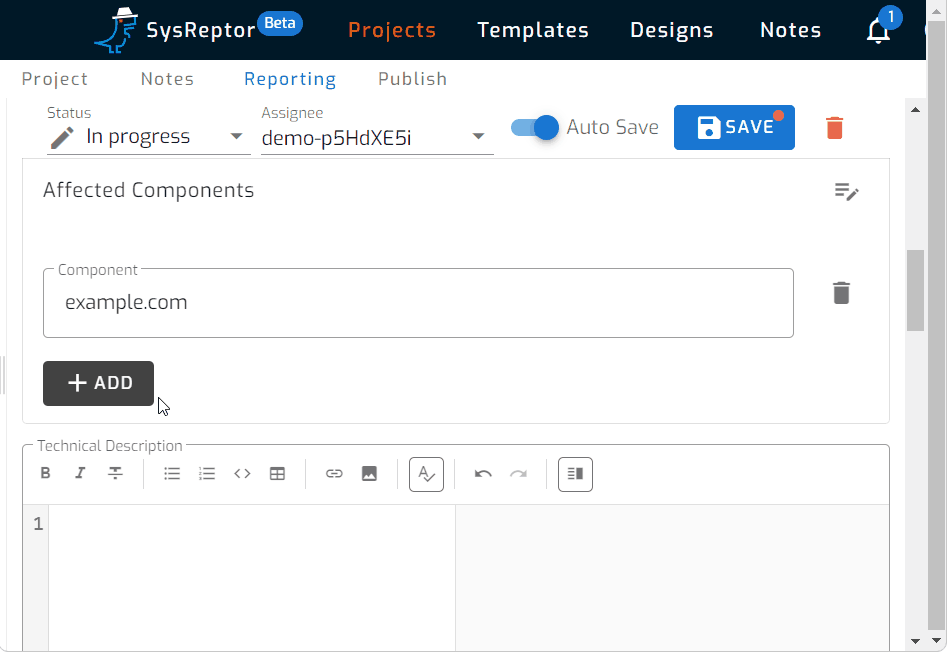 SysReptor Beta Projects Templates Designs Notes 1
Project Notes Reporting Publish
Status Assignee
In progress demo-p5HdXE5i Auto Save SAVE
Affected Components
Component
example.com
ADD
Technical Description
1